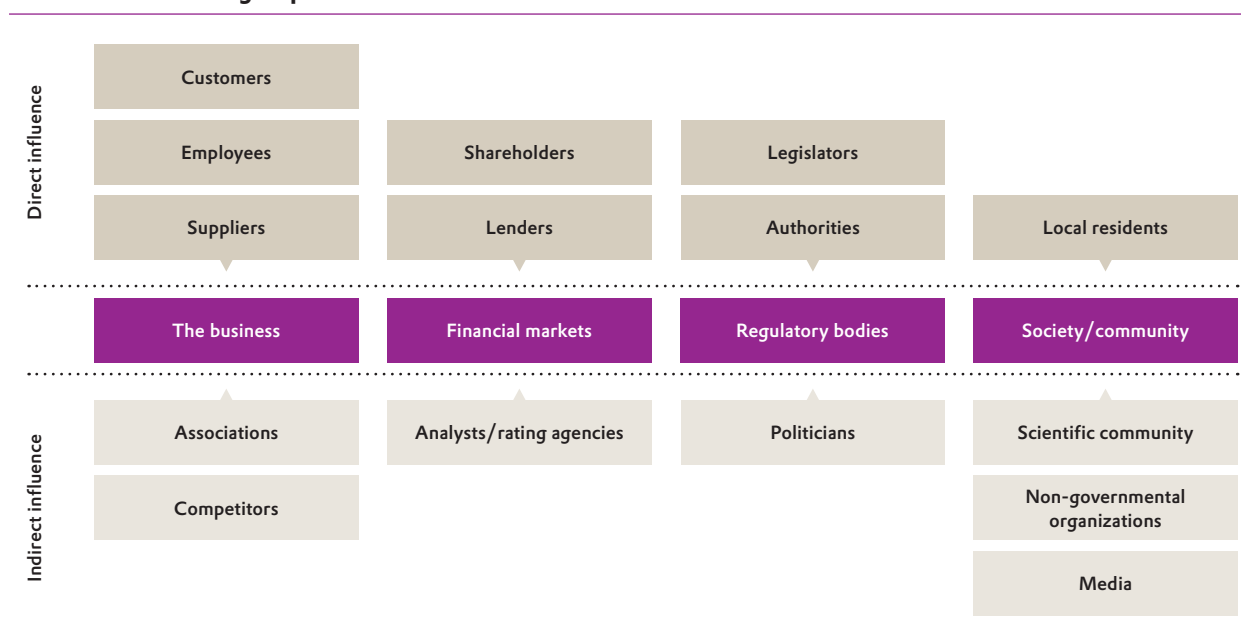 Direct influence
Customers
Employees
Shareholders
Legislators
Suppliers
Lenders
Authorities
Local residents
The business
Financial markets
Regulatory bodies
Society/community
Indirect influence
Associations
Analysts/rating agencies
Politicians
Scientific community
Competitors
Non-governmental
organizations
Media